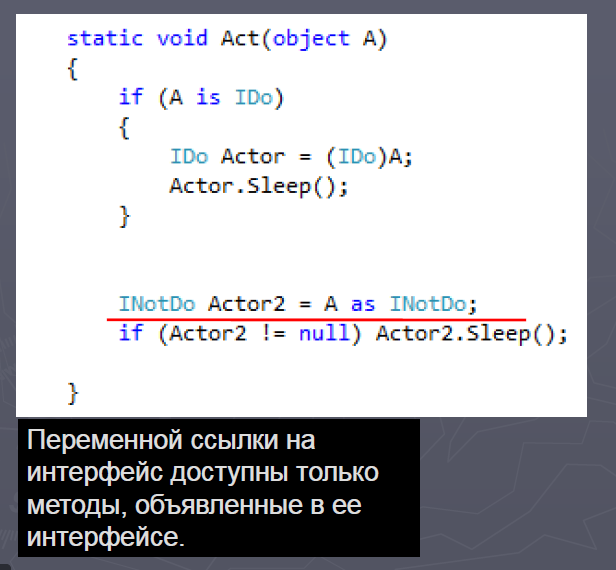 static void Act(object A)
{
if (A is IDo)
{
IDo Actor = (IDo)A;
Actor.Sleep();
}
INotDo Actor2 = A as INotDo;
if (Actor2 != null) Actor2.Sleep();
}
Переменной ссылки на
интерфейс доступны только
методы, объявленные в ее
интерфейсе.